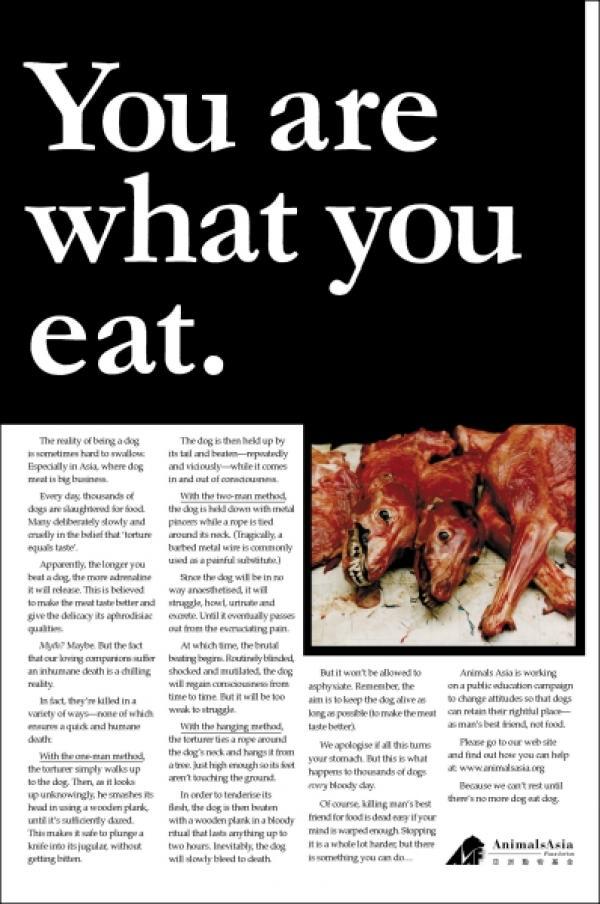 You are
what you
eat.
The reality of being a dog
is sometimes hard to swallow.
Especially in Asia, where dog
meat is big business.
Every day, thousands of
dogs are slaughtered for food.
Many deliberately slowly and
cruelly in the belief that 'torture
equals taste'.
Apparently, the longer you
beat a dog, the more adrenaline
it will release. This is believed
to make the meat taste better and
give the delicacy its aphrodisiac
qualities.
Myth? Maybe. But the fact
that our loving companions suffer
an inhumane death is a chilling
reality.
In fact, they're killed in a
variety of ways—none of which
ensures a quick and humane
death:
With the one-man method,
the torturer simply walks up
to the dog. Then, as it looks
up unknowingly, he smashes its
head in using a wooden plank,
until it's sufficiently dazed.
This makes it safe to plunge a
knife into its jugular, without
getting bitten.
The dog is then held up by
its tail and beaten—repeatedly
and viciously—while it comes
in and out of consciousness.
With the two-man method,
the dog is held down with metal
pincers while a rope is tied
around its neck. (Tragically, a
barbed metal wire is commonly
used as a painful substitute.)
Since the dog will be in no
way anaesthetised, it will
struggle, howl, urinate and
excrete. Until it eventually passes
out from the excruciating pain.
At which time, the brutal
beating begins. Routinely blinded,
shocked and mutilated, the dog
will regain consciousness from
time to time. But it will be too
weak to struggle.
With the hanging method,
the torturer ties a rope around
the dog's neck and hangs it from
a tree. Just high enough so its feet
aren't touching the ground.
In order to tenderise its
flesh, the dog is then beaten
with a wooden plank in a bloody
ritual that lasts anything up to
two hours. Inevitably, the dog
will slowly bleed to death.
But it won't be allowed to
asphyxiate. Remember, the
aim is to keep the dog alive as
long as possible (to make the meat
taste better).
We apologise if all this turns
your stomach. But this is what
happens to thousands of dogs
every bloody day.
Of course, killing man's best
friend for food is dead easy if your
mind is warped enough. Stopping
it is a whole lot harder, but there
is something you can do...
Animals Asia is working
on a public education campaign
to change attitudes so that dogs
can retain their rightful place—
as man's best friend, not food.
Please go to our web site
and find out how you can help
at: www.animalsasia.org
Because we can't rest until
there's no more dog eat dog.
AnimalsAsia
Foundation
亞洲動物基金